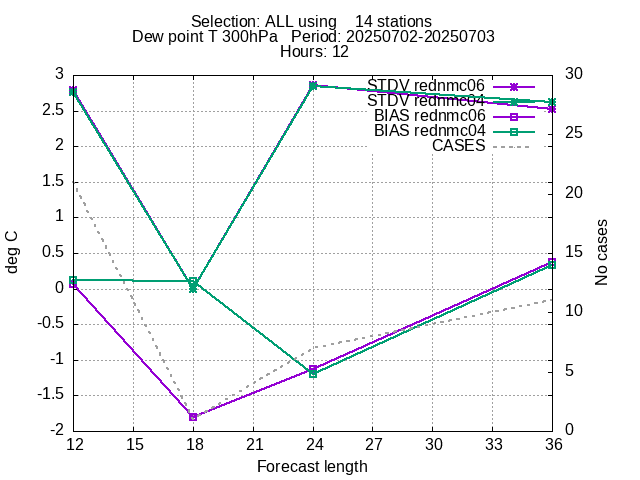 Selection: ALL using    14 stations
Dew point T 300hPa   Period: 20250702-20250703
Hours: 12
3
2.5
2
1.5
1
0.5
0
-0.5
-1
-1.5
-2
deg C
30
25
20
15
10
5
0
No cases
STDV rednmc06
STDV rednmc04
BIAS rednmc06
BIAS rednmc04
CASES
12 15 18 21 24 27 30 33 36
Forecast length